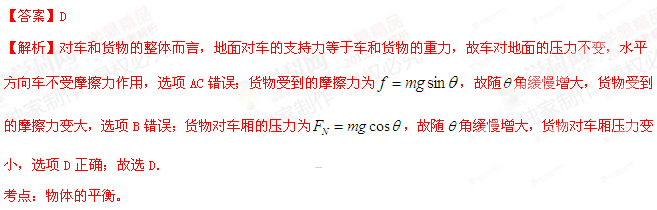 【答案】D
【解析】对车和货物的整体而言，地面对车的支持力等于车和货物的重力，故车对地面的压力不变，水平
方向车不受摩擦力作用，选项 AC 错误；货物受到的摩擦力为 f = mg sin θ，故随θ角缓慢增大，货物受到
的摩擦力变大，选项 B 错误；货物对车厢的压力为 F_N = mg cos θ，故随θ角缓慢增大，货物对车厢压力变
小，选项 D 正确；故选 D.
考点：物体的平衡。